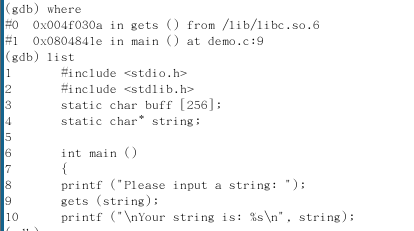 (gdb) where
#0  0x004f030a in gets () from /lib/libc.so.6
#1  0x0804841e in main () at demo.c:9
(gdb) list
1       #include <stdio.h>
2       #include <stdlib.h>
3       static char buff [256];
4       static char* string;
5
6       int main ()
7       {
8       printf ("Please input a string: ");
9       gets (string);
10      printf ("\nYour string is: %s\n", string);